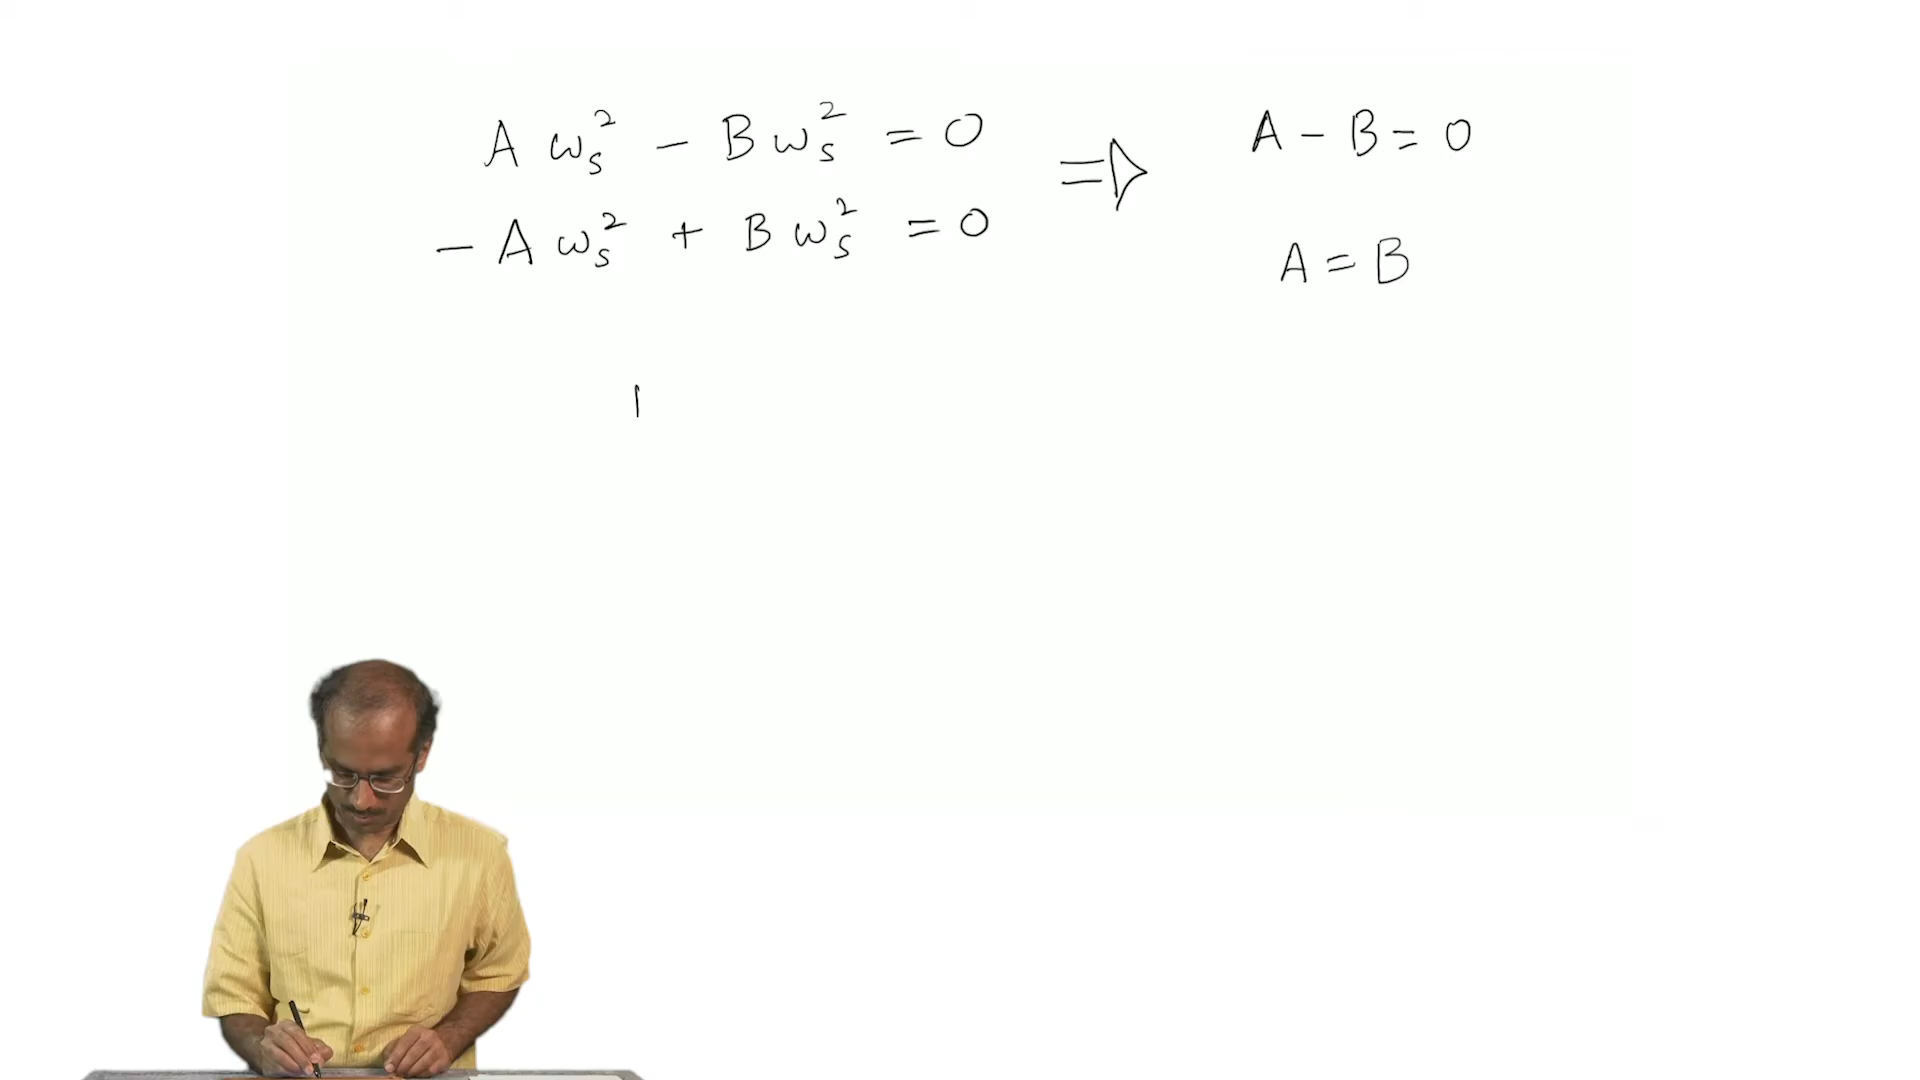 A ω_s^2 - B ω_s^2 = 0 ⇒ A - B = 0
- A ω_s^2 + B ω_s^2 = 0
A = B